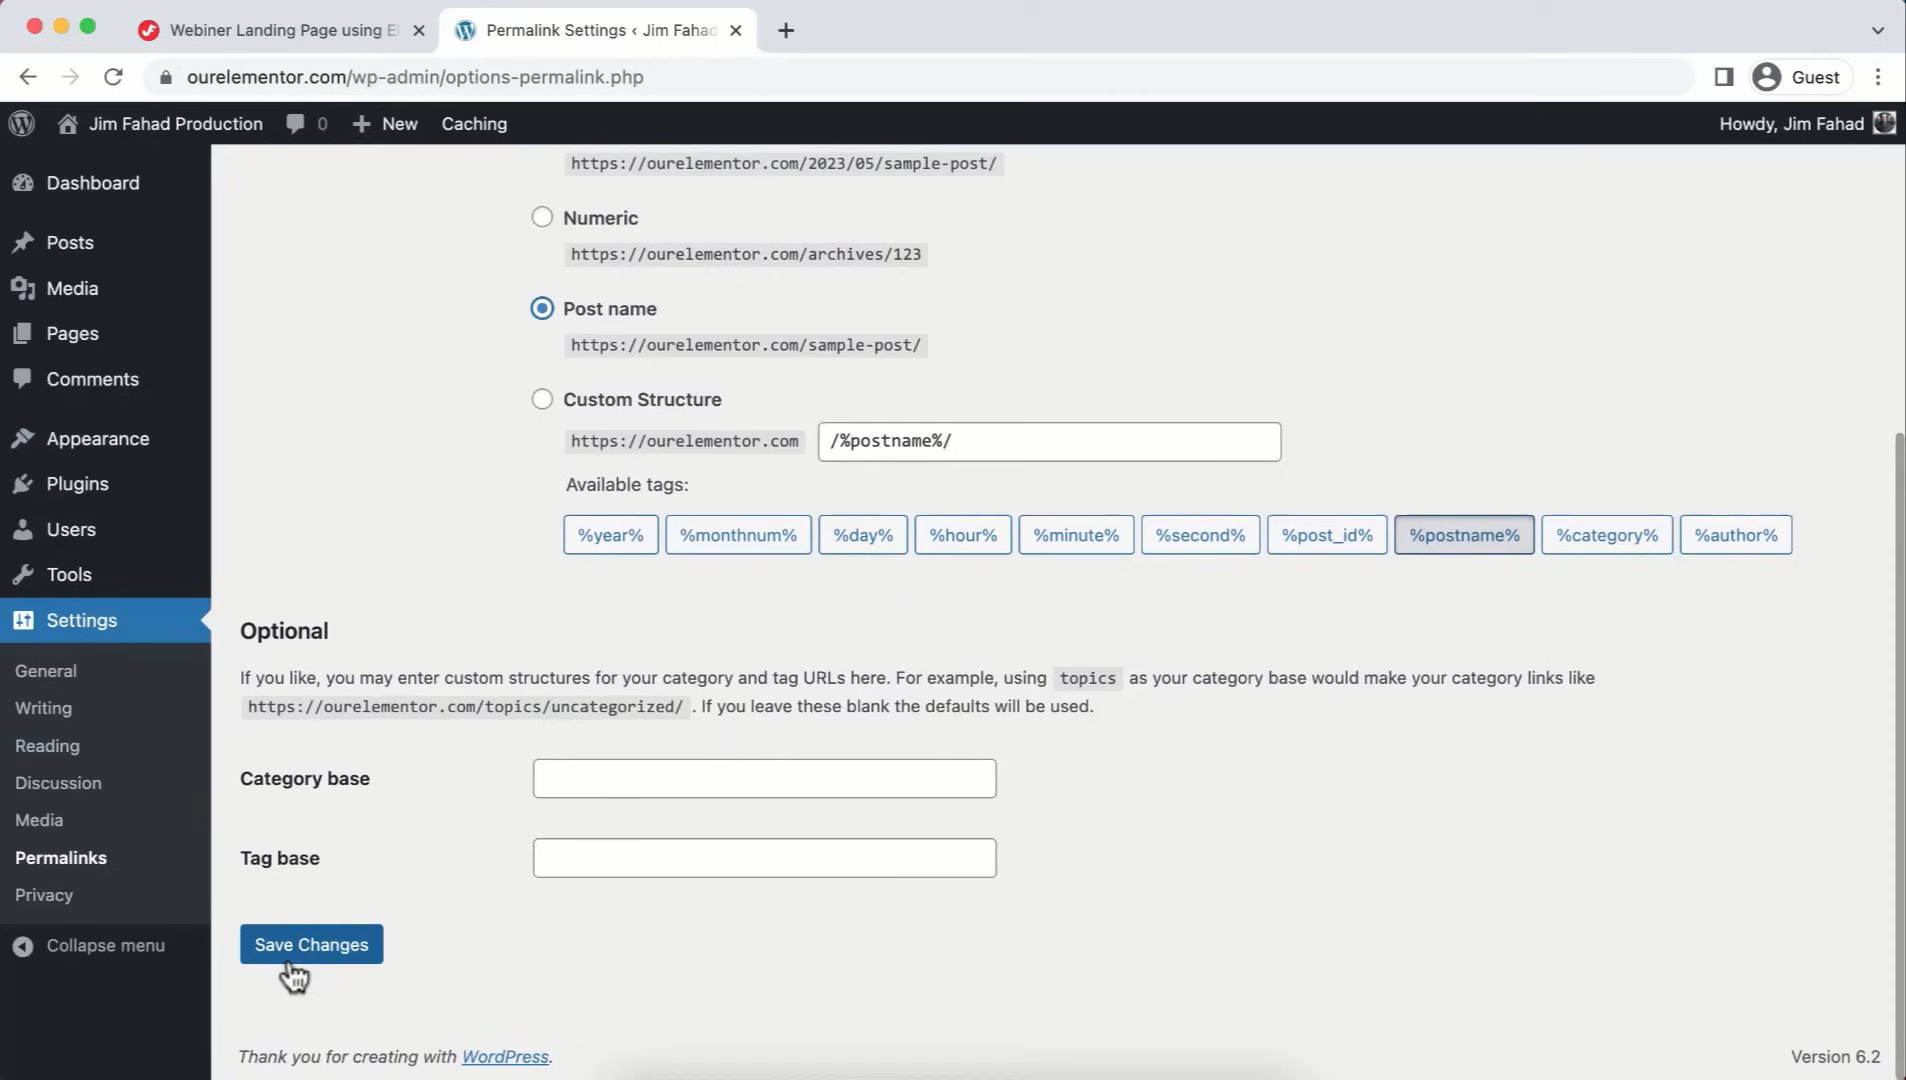 Webiner Landing Page using El
Permalink Settings ‹ Jim Fahad
ourelementor.com/wp-admin/options-permalink.php
Guest
Jim Fahad Production
0
New
Caching
Howdy, Jim Fahad
Dashboard
Posts
Media
Pages
Comments
Appearance
Plugins
Users
Tools
Settings
General
Writing
Reading
Discussion
Media
Permalinks
Privacy
Collapse menu
https://ourelementor.com/2023/05/sample-post/
Numeric
https://ourelementor.com/archives/123
Post name
https://ourelementor.com/sample-post/
Custom Structure
https://ourelementor.com /%postname%/
Available tags:
%year% %monthnum% %day% %hour% %minute% %second% %post_id% %postname% %category% %author%
Optional
If you like, you may enter custom structures for your category and tag URLs here. For example, using topics as your category base would make your category links like
https://ourelementor.com/topics/uncategorized/ . If you leave these blank the defaults will be used.
Category base
Tag base
Save Changes
Thank you for creating with WordPress.
Version 6.2